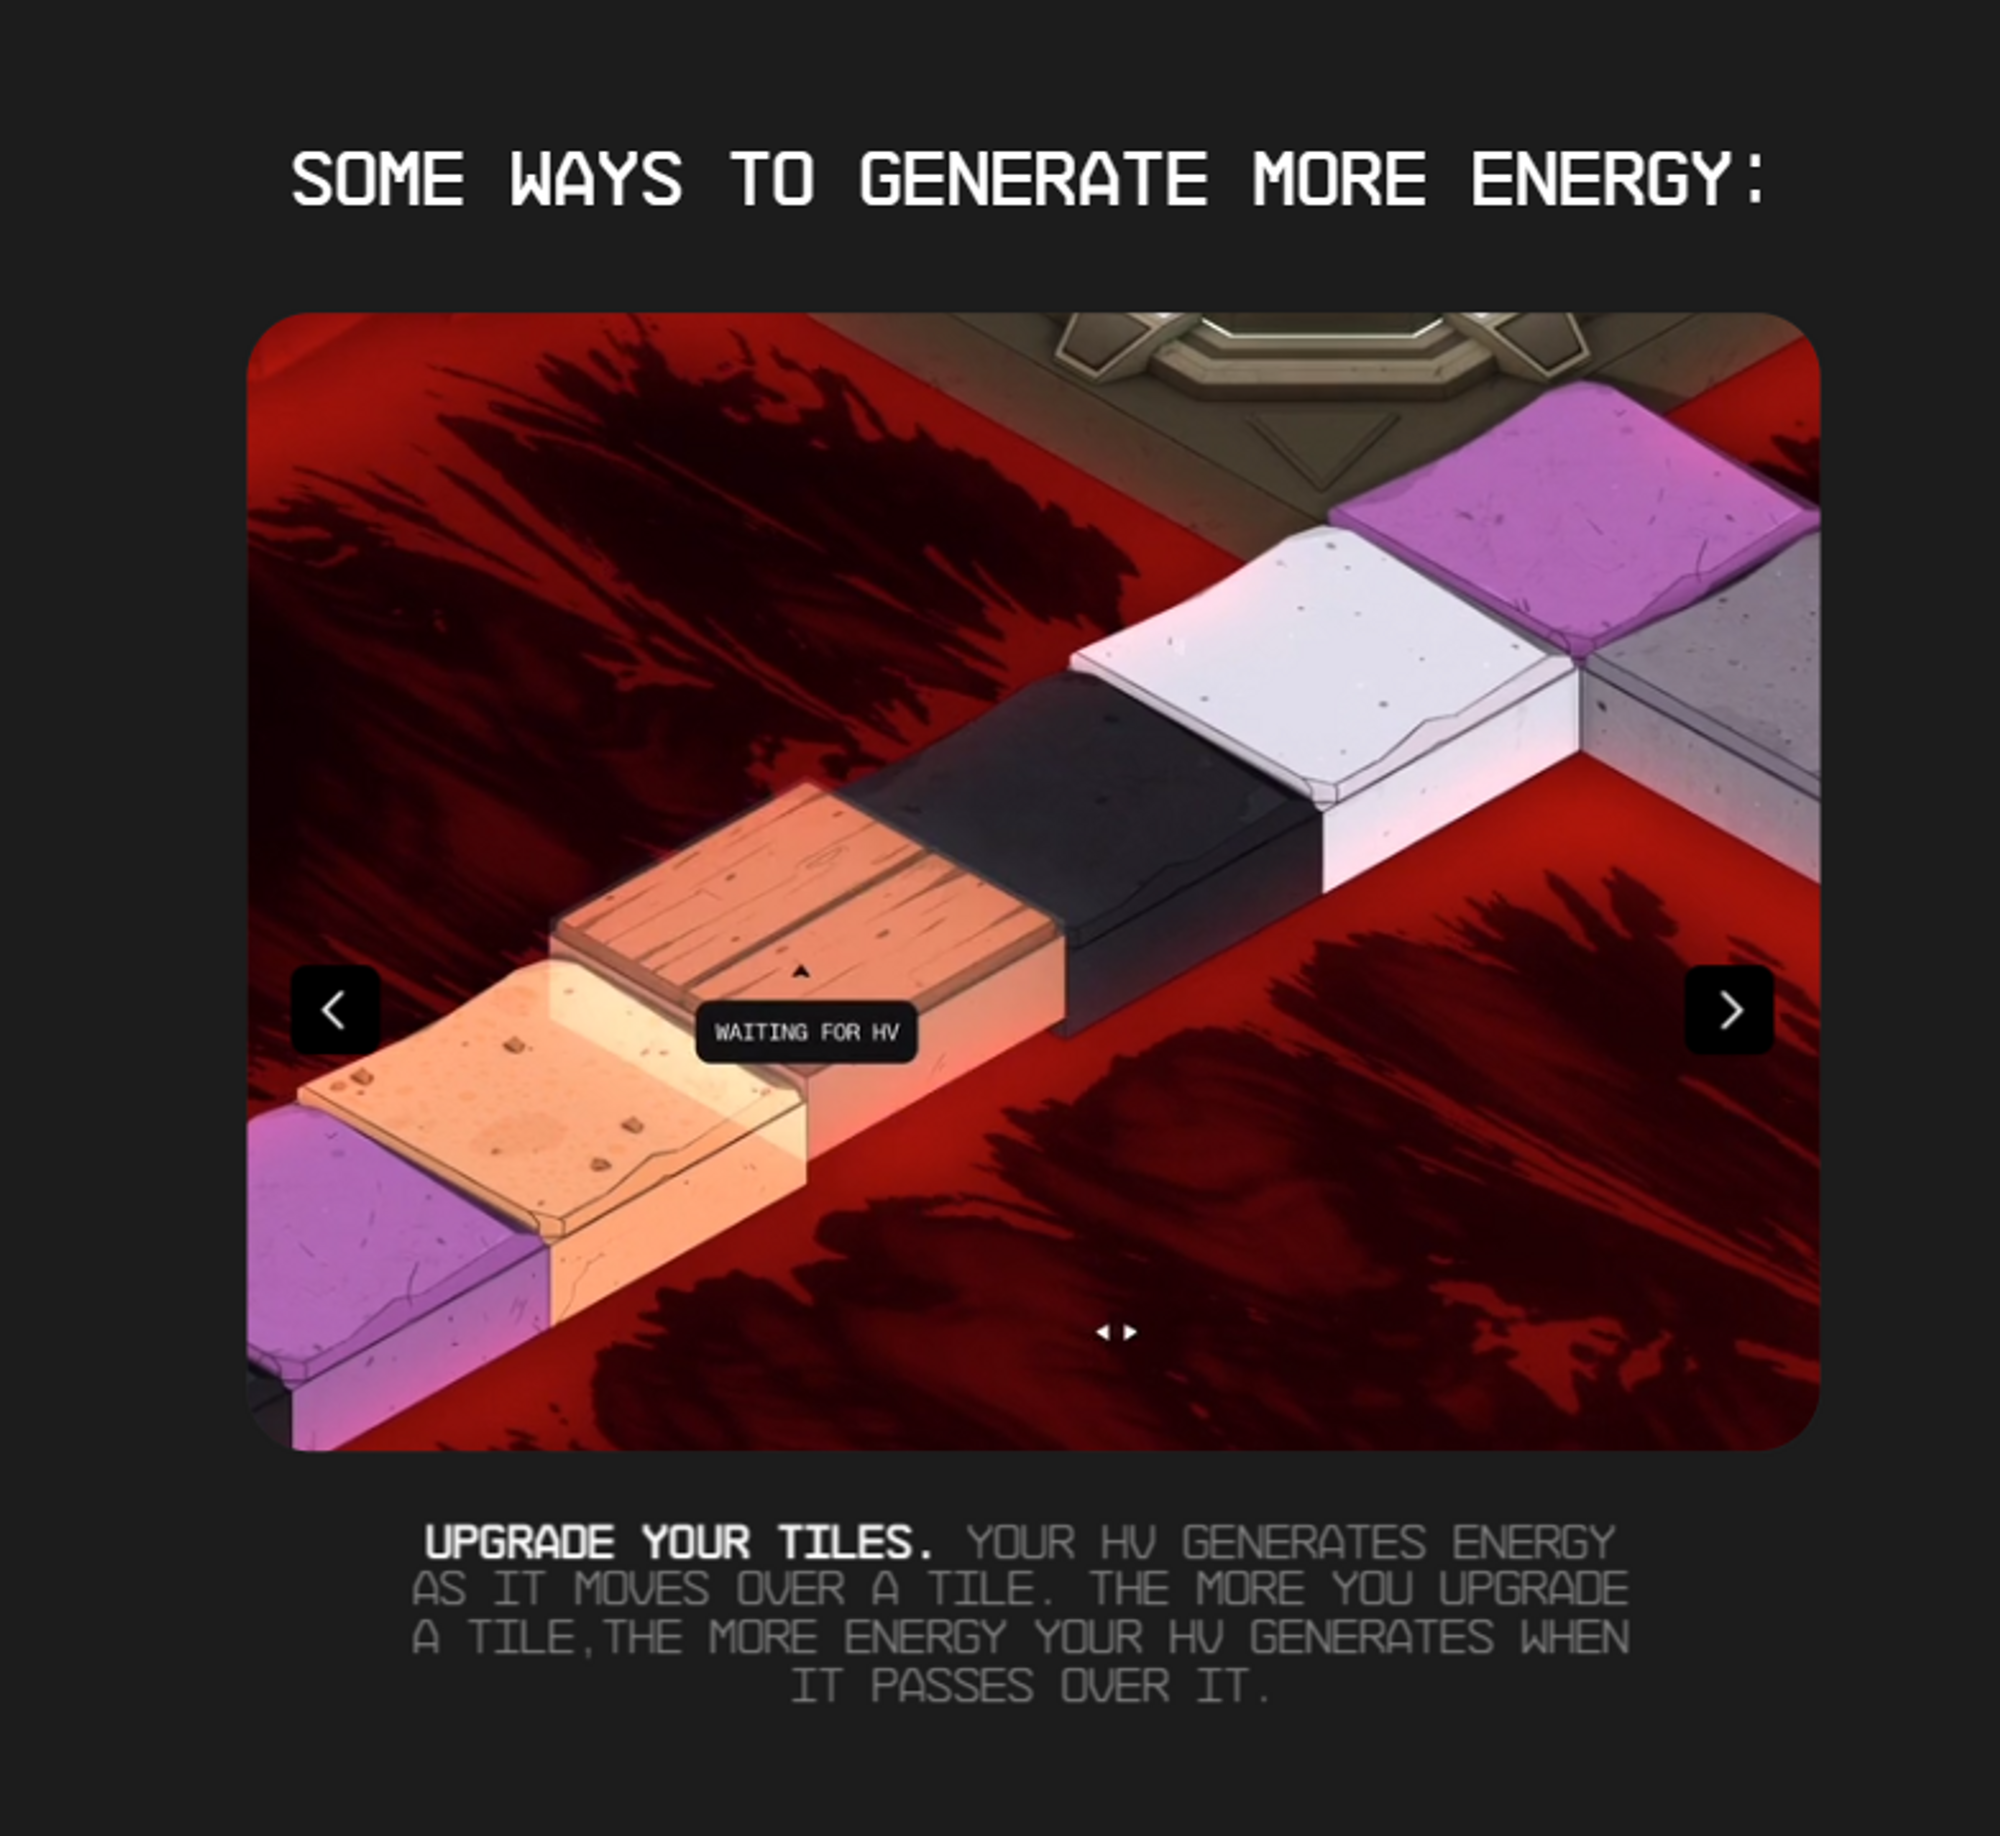 SOME WAYS TO GENERATE MORE ENERGY:
WAITING FOR HV
UPGRADE YOUR TILES. YOUR HV GENERATES ENERGY
AS IT MOVES OVER A TILE. THE MORE YOU UPGRADE
A TILE,THE MORE ENERGY YOUR HV GENERATES WHEN
IT PASSES OVER IT.